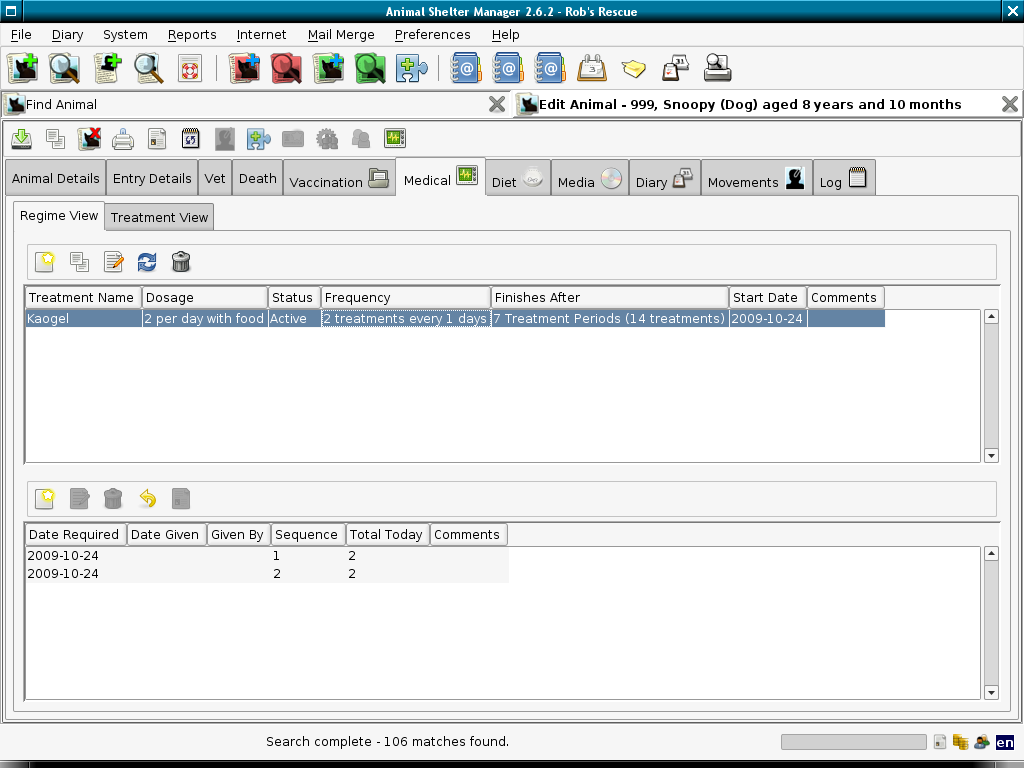 Animal Shelter Manager 2.6.2 - Rob's Rescue
File Diary System Reports Internet Mail Merge Preferences Help
Find Animal Edit Animal - 999, Snoopy (Dog) aged 8 years and 10 months
Animal Details Entry Details Vet Death Vaccination Medical Diet Media Diary Movements Log
Regime View Treatment View
Treatment Name Dosage Status Frequency Finishes After Start Date Comments
Kaogel 2 per day with food Active 2 treatments every 1 days 7 Treatment Periods (14 treatments) 2009-10-24
Date Required Date Given Given By Sequence Total Today Comments
2009-10-24 1 2
2009-10-24 2 2
Search complete - 106 matches found. en